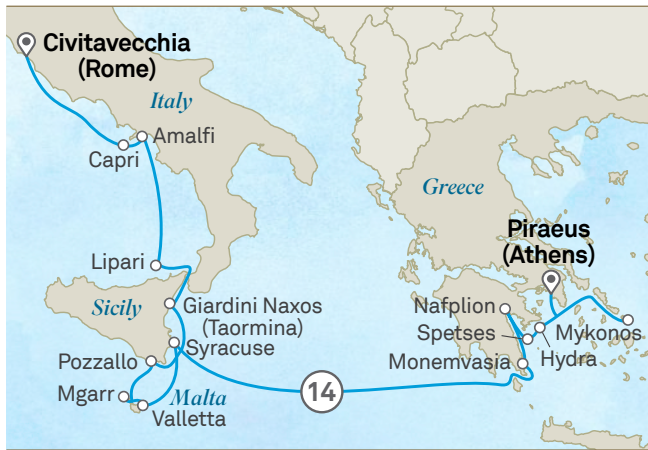 Civitavecchia
(Rome)
Italy
Amalfi
Capri
Greece
Piraeus
(Athens)
Lipari
Sicily
Giardini Naxos
(Taormina)
Nafplion
Spetses
Mykonos
Hydra
Syracuse
Pozzallo
Monemvasia
Mgarr
Malta
14
Valletta